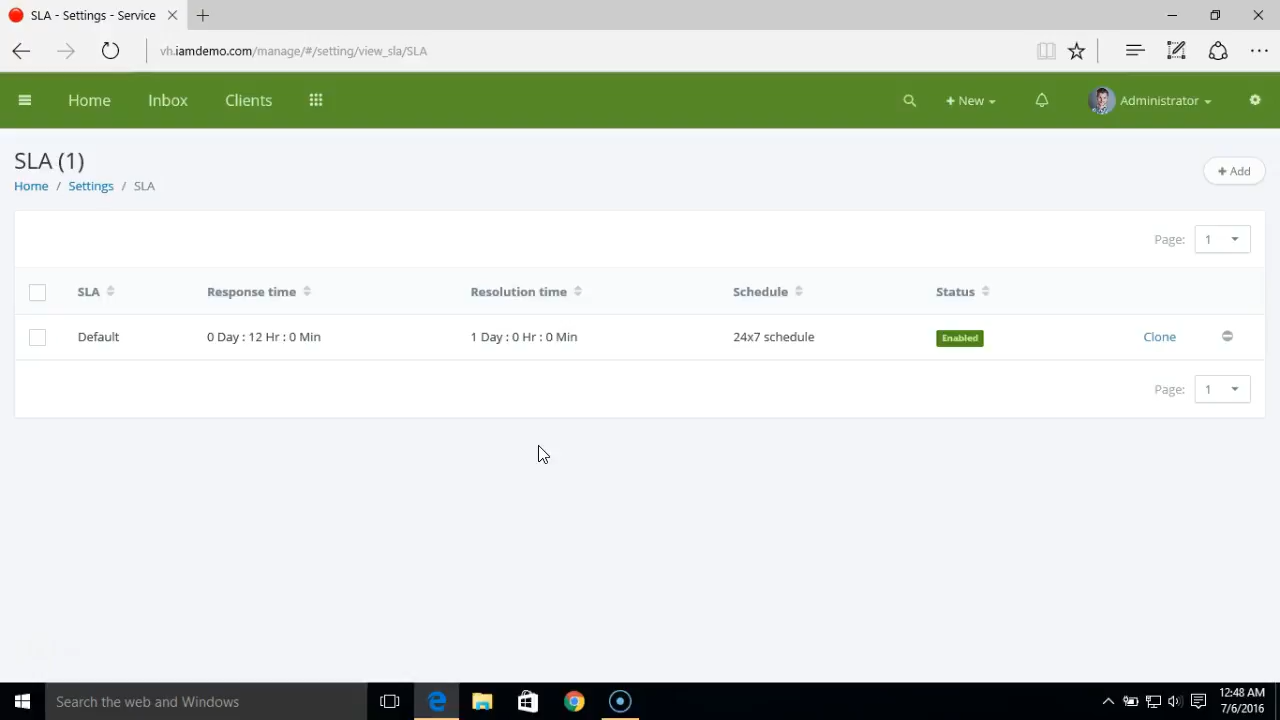 SLA - Settings - Service
vh.iamdemo.com/manage/#/setting/view_sla/SLA
Home Inbox Clients + New Administrator
SLA (1)
Home / Settings / SLA
+ Add
Page: 1
SLA Response time Resolution time Schedule Status
Default 0 Day : 12 Hr : 0 Min 1 Day : 0 Hr : 0 Min 24x7 schedule Enabled Clone
Page: 1
Search the web and Windows
12:48 AM
7/6/2016